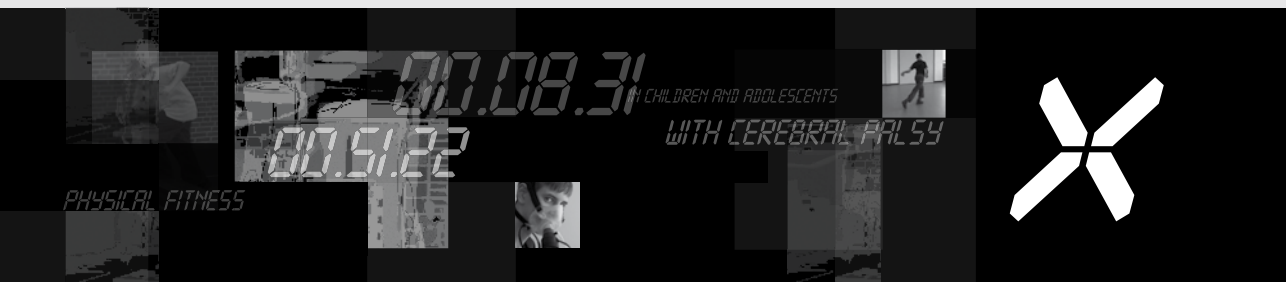 00.08.31
IN CHILDREN AND ADOLESCENTS
WITH CEREBRAL PALSY
00.51.22
PHYSICAL FITNESS
X